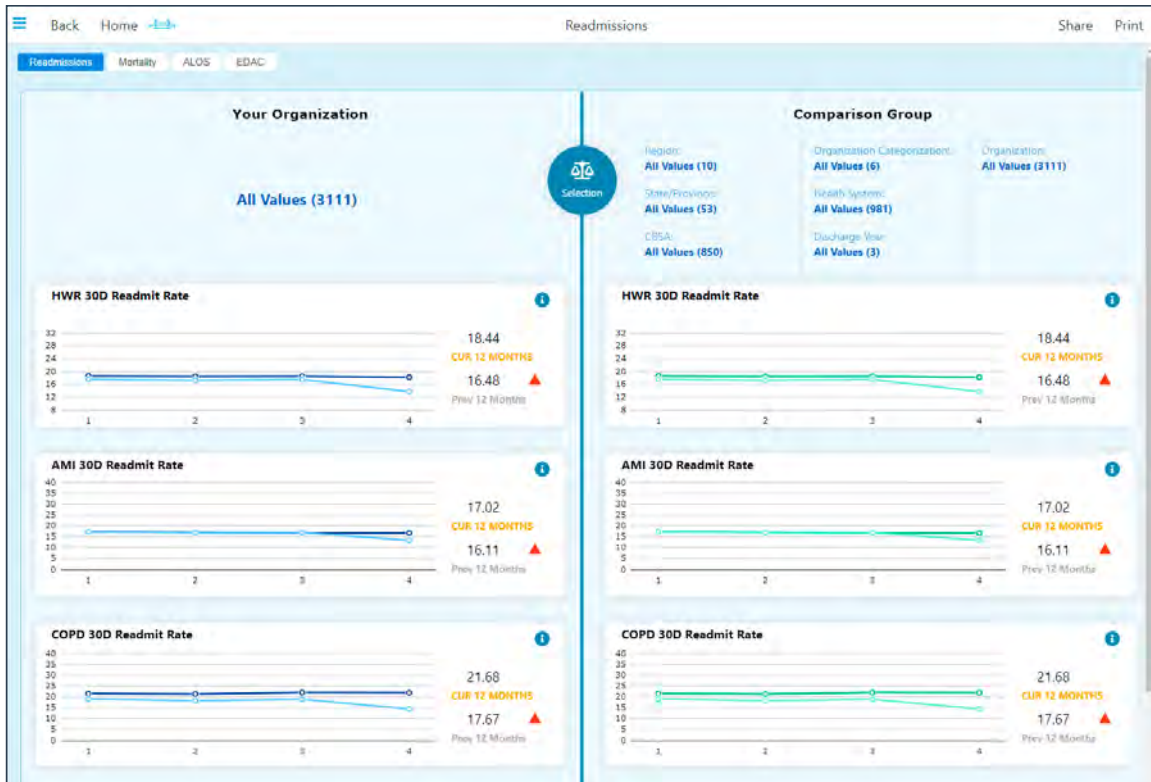 Back Home Readmissions Share Print
Readmissions Mortality ALOS EDAC
Your Organization
All Values (3111)
Selection
Comparison Group
Region:
All Values (10)
State/Province:
All Values (53)
CBSA:
All Values (850)
Organization Categorization:
All Values (6)
Health System:
All Values (981)
Discharge Year:
All Values (3)
Organization:
All Values (3111)
HWR 30D Readmit Rate
32
28
24
20
16
12
8
1 2 3 4
18.44
CUR 12 MONTHS
16.48
Prev 12 Months
HWR 30D Readmit Rate
32
28
24
20
16
12
8
1 2 3 4
18.44
CUR 12 MONTHS
16.48
Prev 12 Months
AMI 30D Readmit Rate
40
35
30
25
20
15
10
5
0
1 2 3 4
17.02
CUR 12 MONTHS
16.11
Prev 12 Months
AMI 30D Readmit Rate
40
35
30
25
20
15
10
5
0
1 2 3 4
17.02
CUR 12 MONTHS
16.11
Prev 12 Months
COPD 30D Readmit Rate
40
35
30
25
20
15
10
5
0
1 2 3 4
21.68
CUR 12 MONTHS
17.67
Prev 12 Months
COPD 30D Readmit Rate
40
35
30
25
20
15
10
5
0
1 2 3 4
21.68
CUR 12 MONTHS
17.67
Prev 12 Months